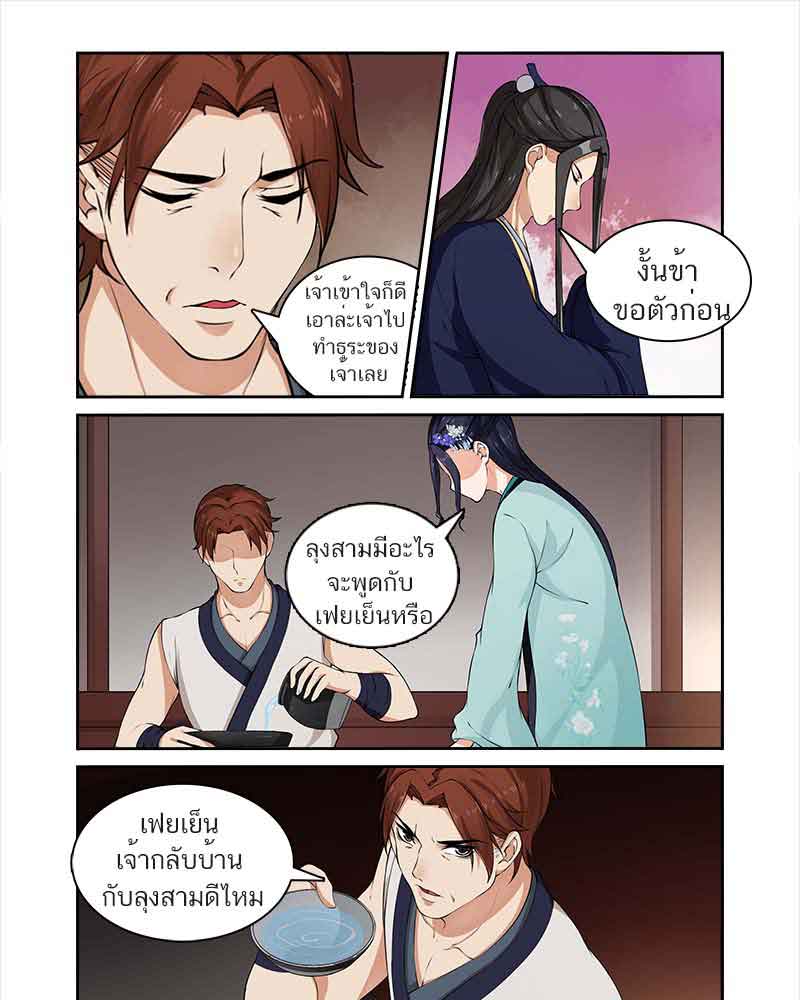 เจ้าเข้าใจก็ดี
เอาล่ะเจ้าไป
ทำธุระของ
เจ้าเลย
งั้นข้า
ขอตัวก่อน
ลุงสามมีอะไร
จะพูดกับ
เฟยเย็นหรือ
เฟยเย็น
เจ้ากลับบ้าน
กับลุงสามดีไหม